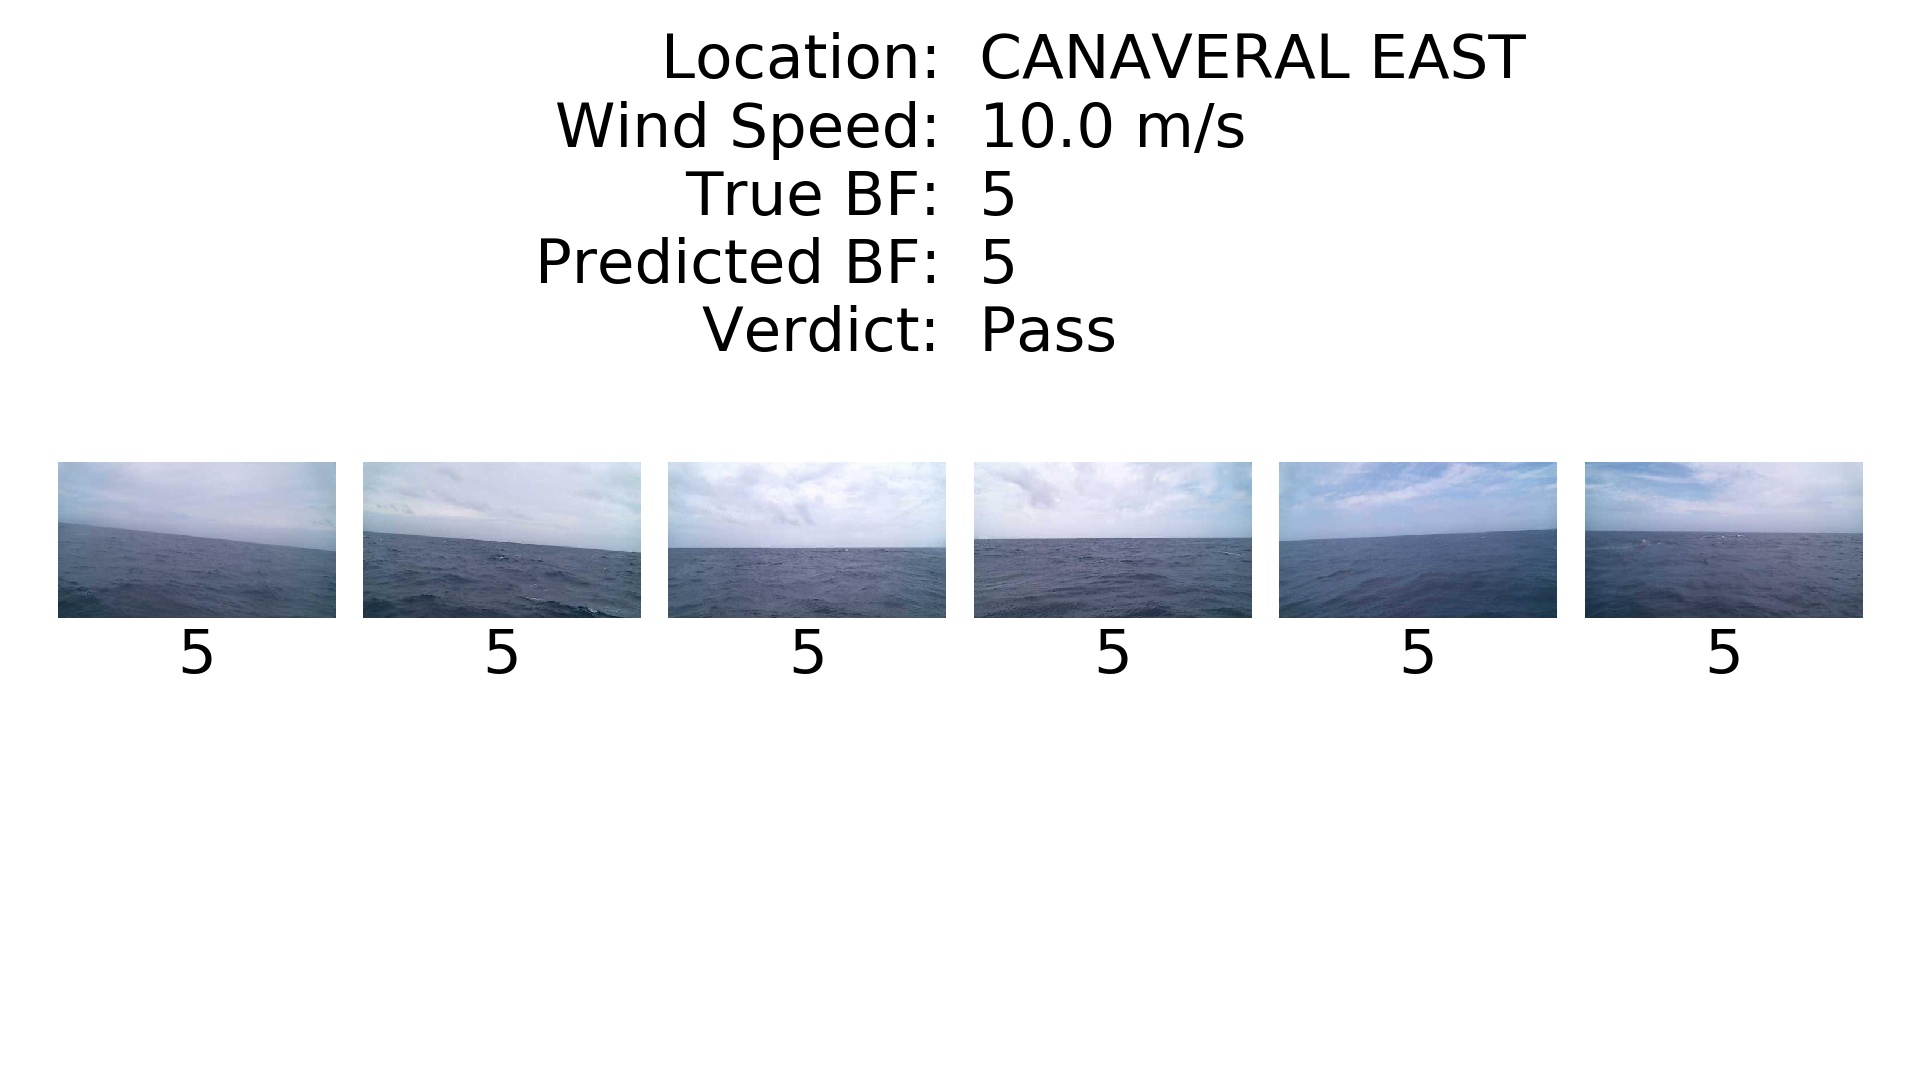 Location: CANAVERAL EAST
Wind Speed: 10.0 m/s
True BF: 5
Predicted BF: 5
Verdict: Pass
5 5 5 5 5 5